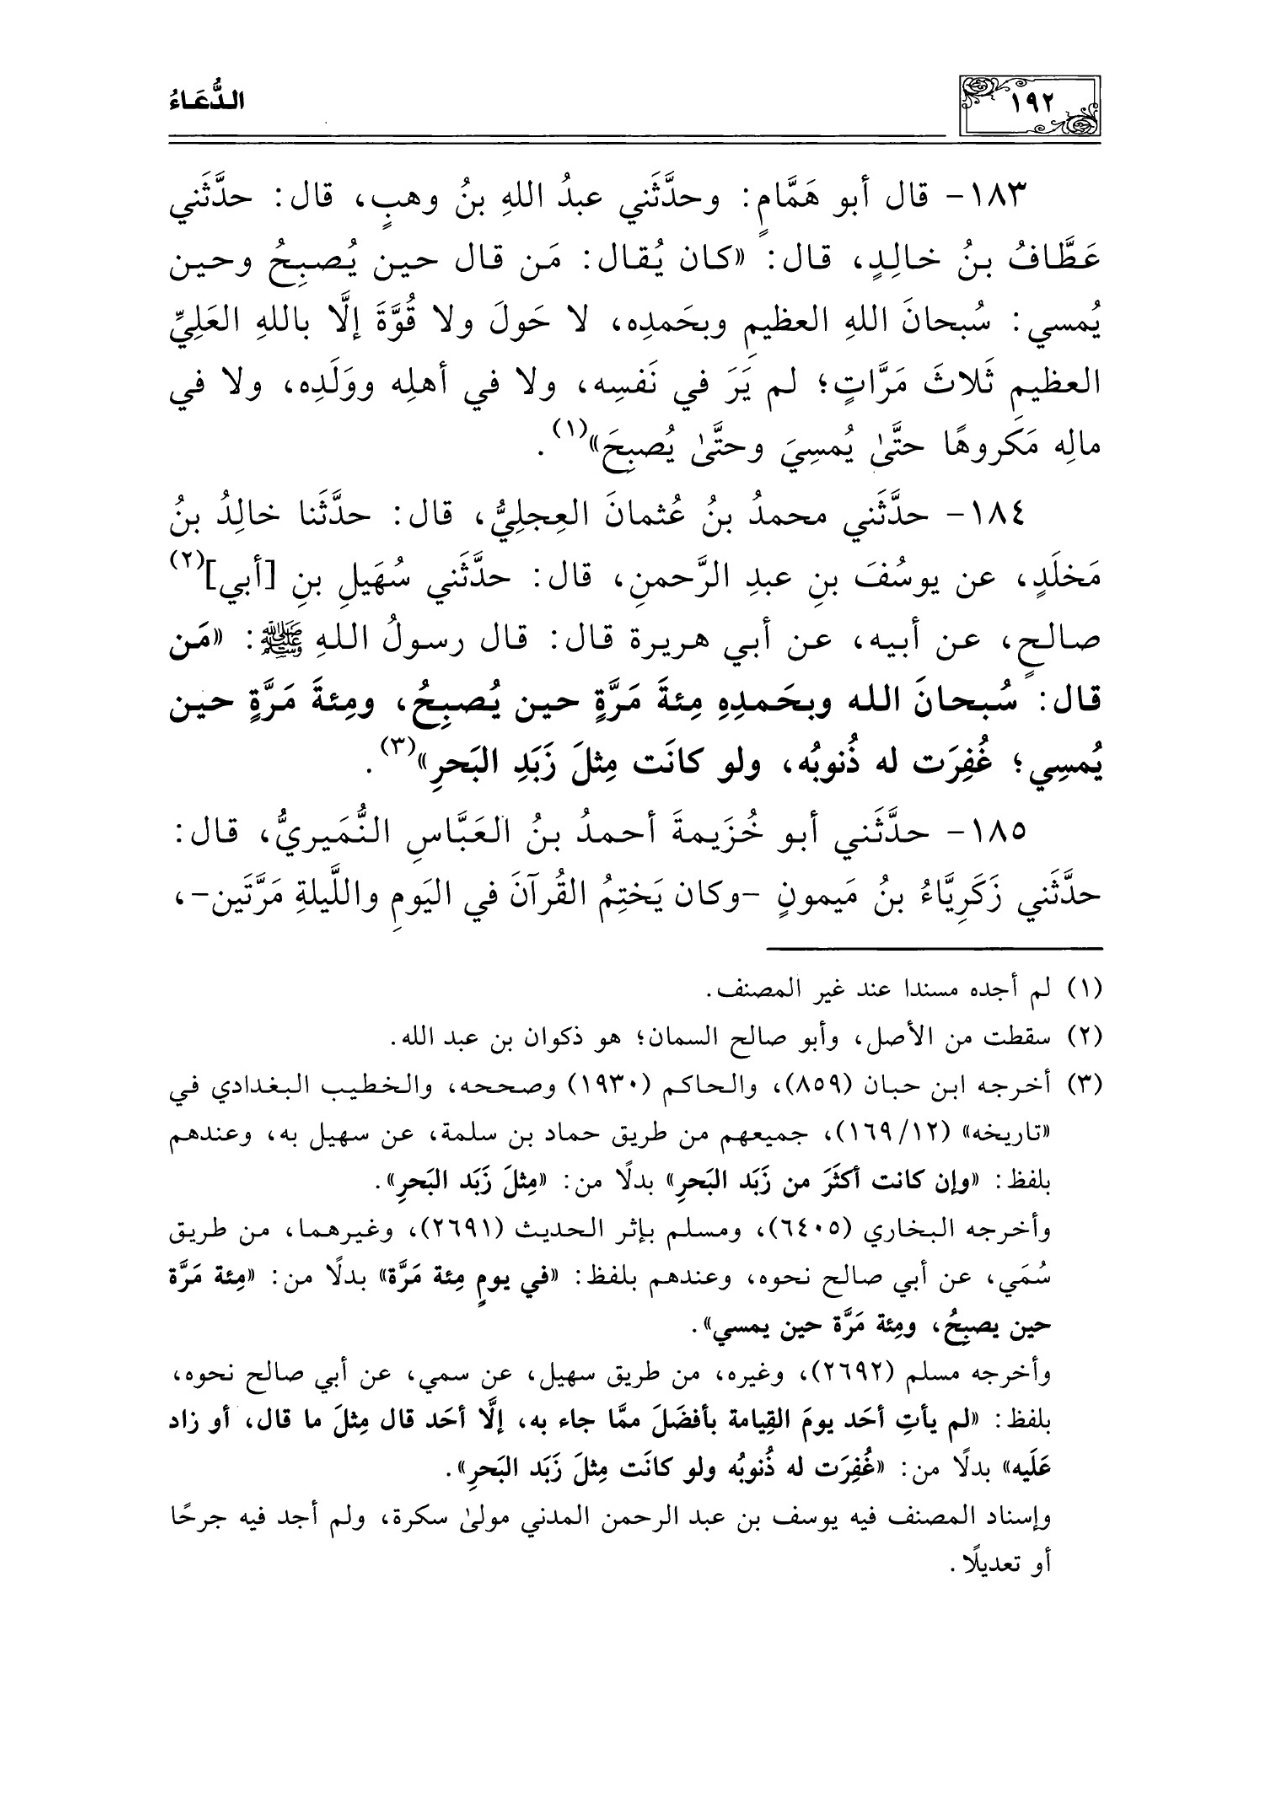 ١٩٢
الدُّعَاءُ
١٨٣- قال أبو هَمَّامٍ: وحدَّثَني عبدُ اللهِ بنُ وهبٍ، قال: حدَّثَني
عَطَّافُ بنُ خالِدٍ، قال: «كان يُقال: مَن قال حين يُصبِحُ وحين
يُمسي: سُبحانَ اللهِ العظيمِ وبحَمدِه، لا حَولَ ولا قُوَّةَ إلَّا باللهِ العَلِيِّ
العظيمِ ثَلاثَ مَرَّاتٍ؛ لم يَرَ في نَفسِه، ولا في أهلِه ووَلَدِه، ولا في
مالِه مَكروهًا حتَّىٰ يُمسِيَ وحتَّىٰ يُصبِحَ»(١).
١٨٤- حدَّثَني محمدُ بنُ عُثمانَ العِجلِيُّ، قال: حدَّثَنا خالِدُ بنُ
مَخلَدٍ، عن يوسُفَ بنِ عبدِ الرَّحمنِ، قال: حدَّثَني سُهَيلِ بنِ [أبي](٢)
صالحٍ، عن أبيه، عن أبي هريرة قال: قال رسولُ اللهِ ﷺ: «مَن
قال: سُبحانَ الله وبحَمدِهِ مِئةَ مَرَّةٍ حين يُصبِحُ، ومِئةَ مَرَّةٍ حين
يُمسِي؛ غُفِرَت له ذُنوبُه، ولو كانَت مِثلَ زَبَدِ البَحرِ»(٣).
١٨٥- حدَّثَني أبو خُزَيمةَ أحمدُ بنُ العَبَّاسِ النُّمَيريُّ، قال:
حدَّثَني زَكَرِيَّاءُ بنُ مَيمونٍ -وكان يَختِمُ القُرآنَ في اليَومِ واللَّيلةِ مَرَّتَين-،
(١) لم أجده مسندا عند غير المصنف.
(٢) سقطت من الأصل، وأبو صالح السمان؛ هو ذكوان بن عبد الله.
(٣) أخرجه ابن حبان (٨٥٩)، والحاكم (١٩٣٠) وصححه، والخطيب البغدادي في
«تاريخه» (١٦٩/١٢)، جميعهم من طريق حماد بن سلمة، عن سهيل به، وعندهم
بلفظ: «وإن كانت أكثَرَ من زَبَد البَحرِ» بدلًا من: «مِثلَ زَبَد البَحرِ».
وأخرجه البخاري (٦٤٠٥)، ومسلم بإثر الحديث (٢٦٩١)، وغيرهما، من طريق
سُمَي، عن أبي صالح نحوه، وعندهم بلفظ: «في يومٍ مِئة مَرَّة» بدلًا من: «مِئة مَرَّة
حين يصبِحُ، ومِئة مَرَّة حين يمسي».
وأخرجه مسلم (٢٦٩٢)، وغيره، من طريق سهيل، عن سمي، عن أبي صالح نحوه،
بلفظ: «لم يأتِ أحَد يومَ القِيامة بأفضَلَ ممَّا جاء به، إلَّا أحَد قال مِثلَ ما قال، أو زاد
عَلَيه» بدلًا من: «غُفِرَت له ذُنوبُه ولو كانَت مِثلَ زَبَد البَحرِ».
وإسناد المصنف فيه يوسف بن عبد الرحمن المدني مولىٰ سكرة، ولم أجد فيه جرحًا
أو تعديلًا.